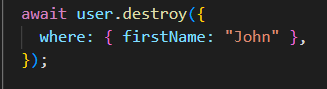 await user.destroy({
  where: { firstName: "John" },
});